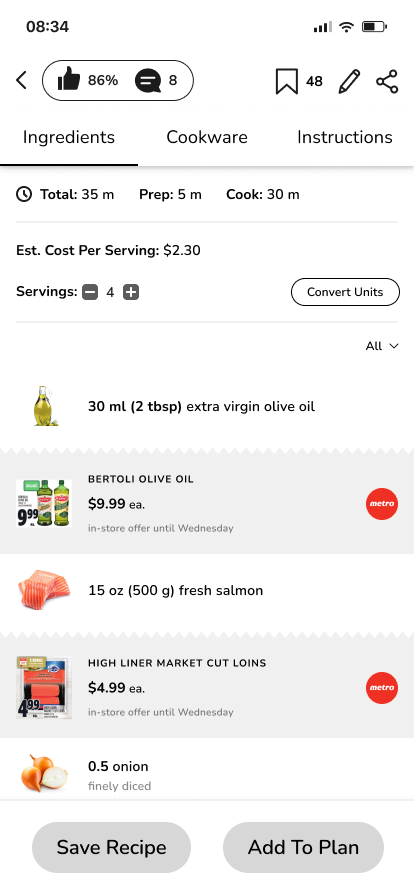 08:34
86% 8 48
Ingredients Cookware Instructions
Total: 35 m Prep: 5 m Cook: 30 m
Est. Cost Per Serving: $2.30
Servings: 4 Convert Units
All
30 ml (2 tbsp) extra virgin olive oil
BERTOLI OLIVE OIL
9.99
$9.99 ea.
metro
in-store offer until Wednesday
15 oz (500 g) fresh salmon
HIGH LINER MARKET CUT LOINS
4.99
$4.99 ea.
metro
in-store offer until Wednesday
0.5 onion
finely diced
Save Recipe Add To Plan